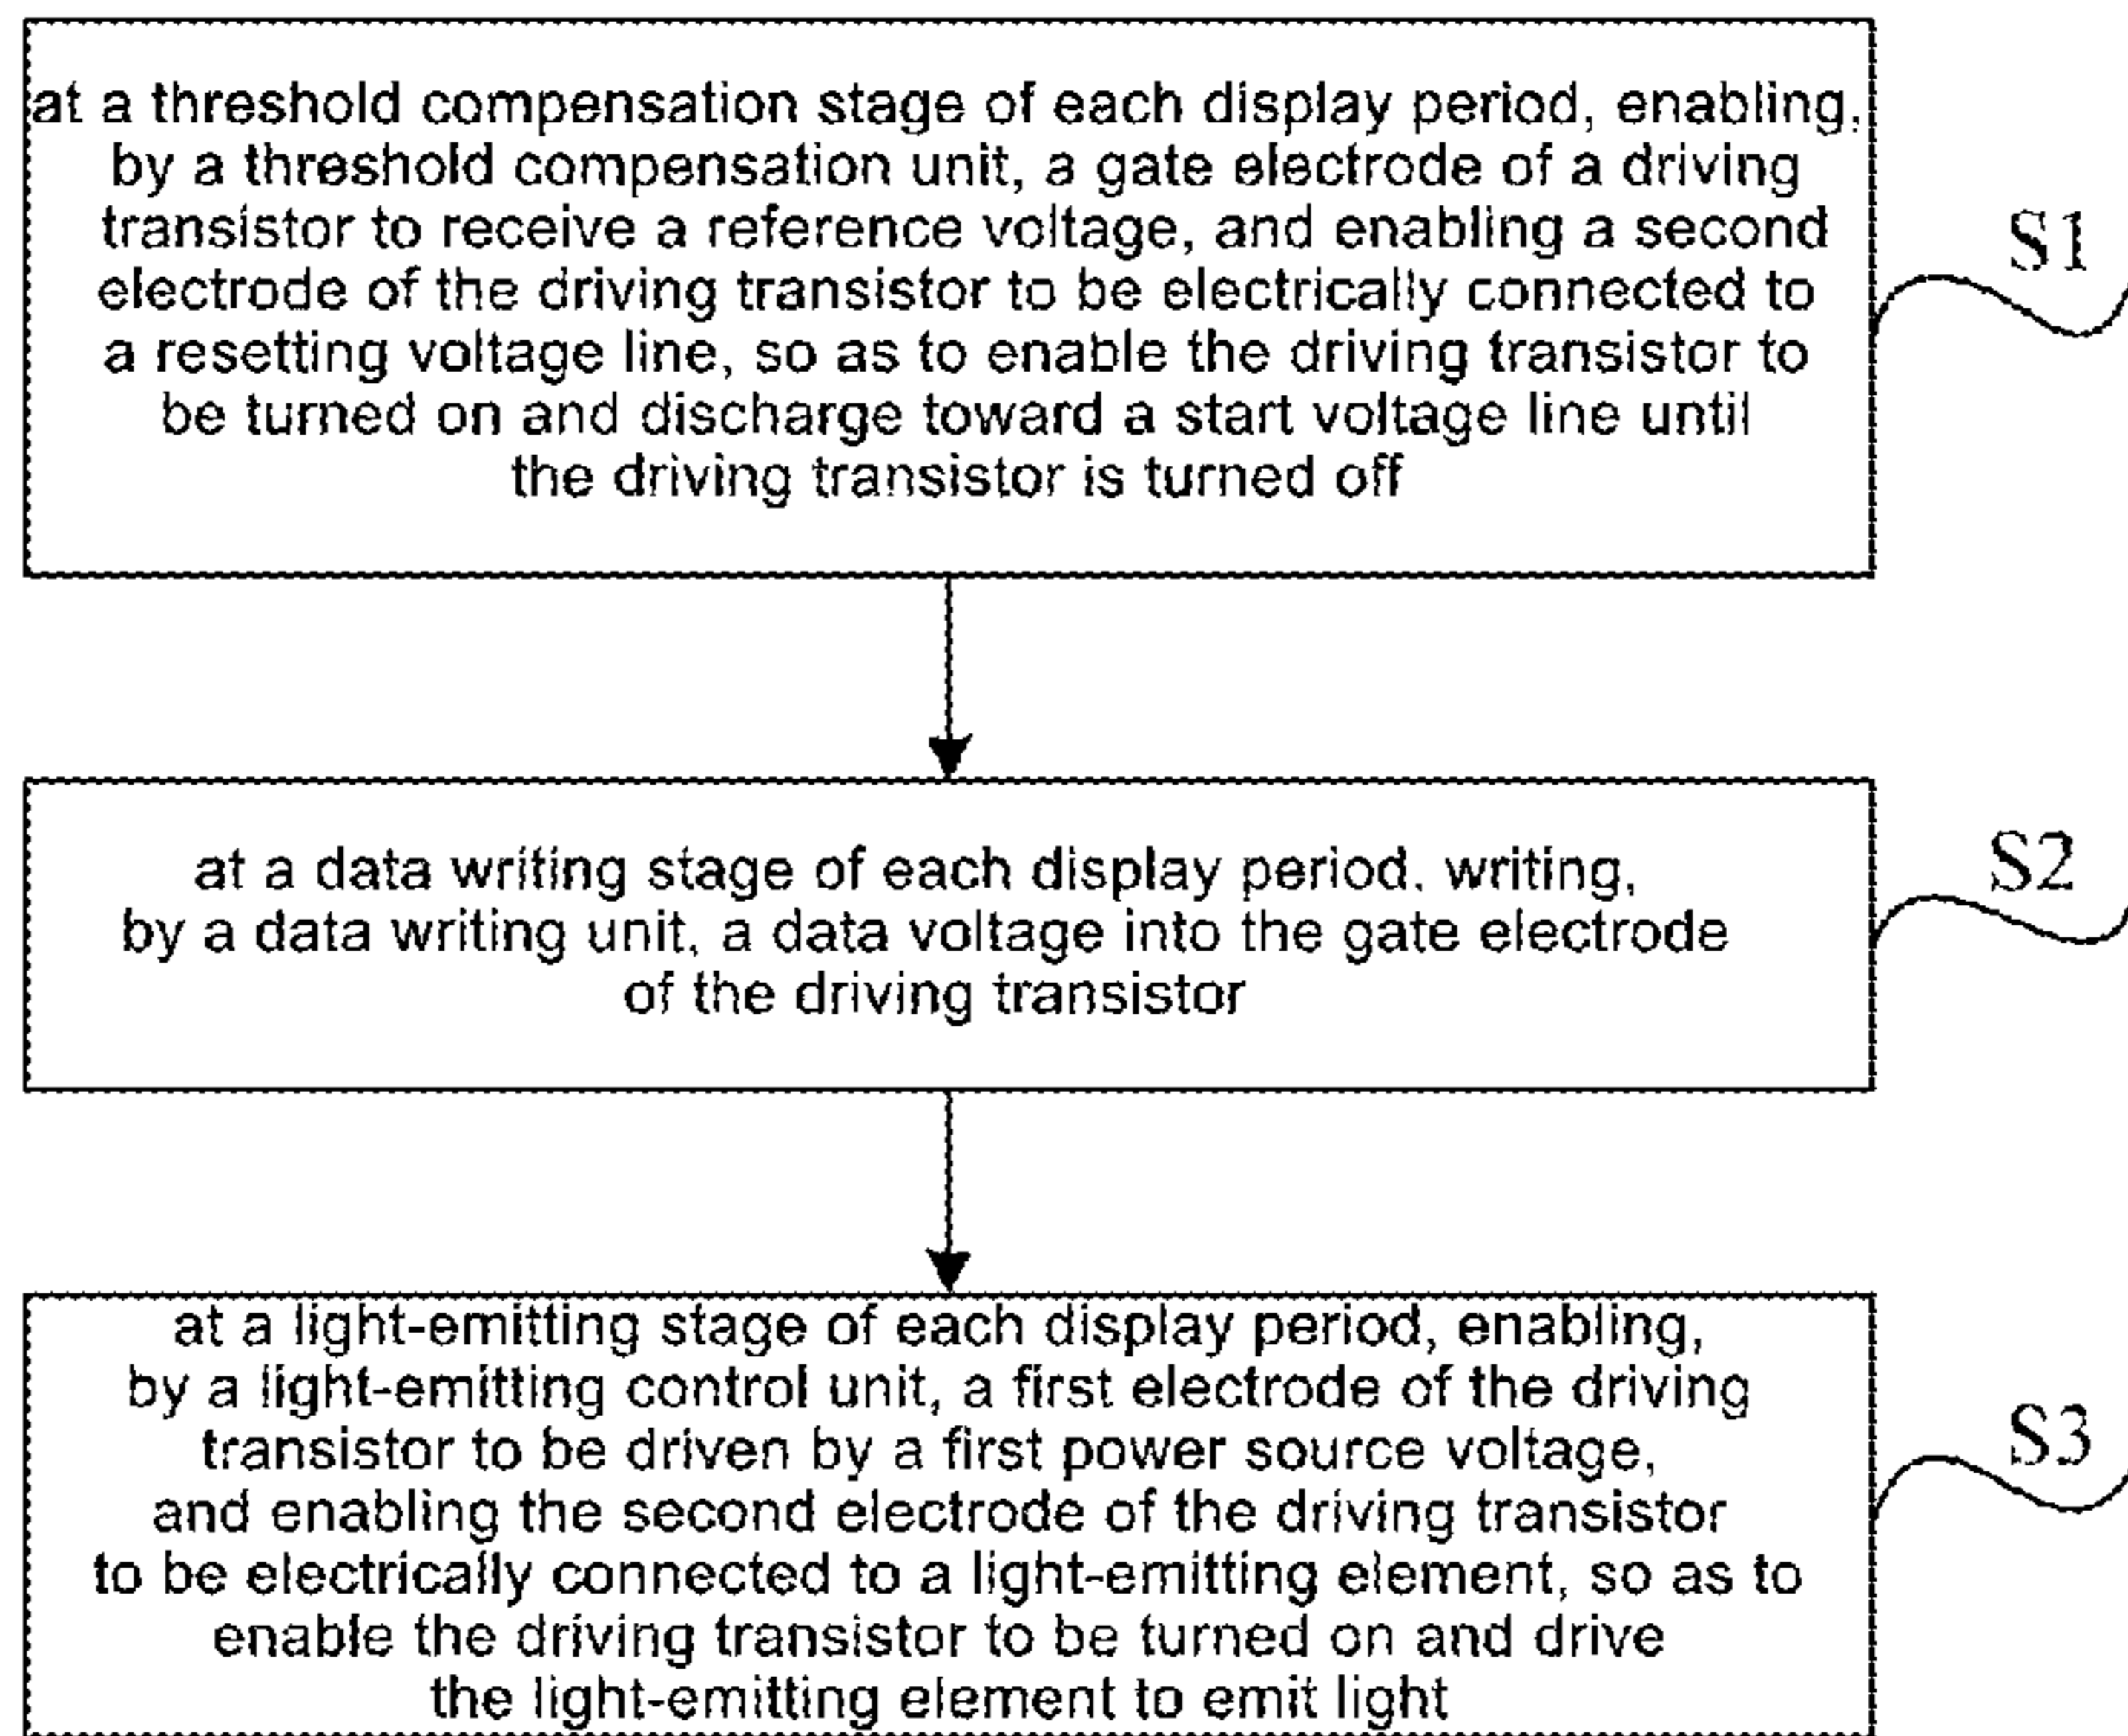 at a threshold compensation stage of each display period, enabling,
by a threshold compensation unit, a gate electrode of a driving
transistor to receive a reference voltage, and enabling a second
electrode of the driving transistor to be electrically connected to
a resetting voltage line, so as to enable the driving transistor to
be turned on and discharge toward a start voltage line until
the driving transistor is turned off
S1
at a data writing stage of each display period, writing,
by a data writing unit, a data voltage into the gate electrode
of the driving transistor
S2
at a light-emitting stage of each display period, enabling,
by a light-emitting control unit, a first electrode of the driving
transistor to be driven by a first power source voltage,
and enabling the second electrode of the driving transistor
to be electrically connected to a light-emitting element, so as to
enable the driving transistor to be turned on and drive
the light-emitting element to emit light
S3